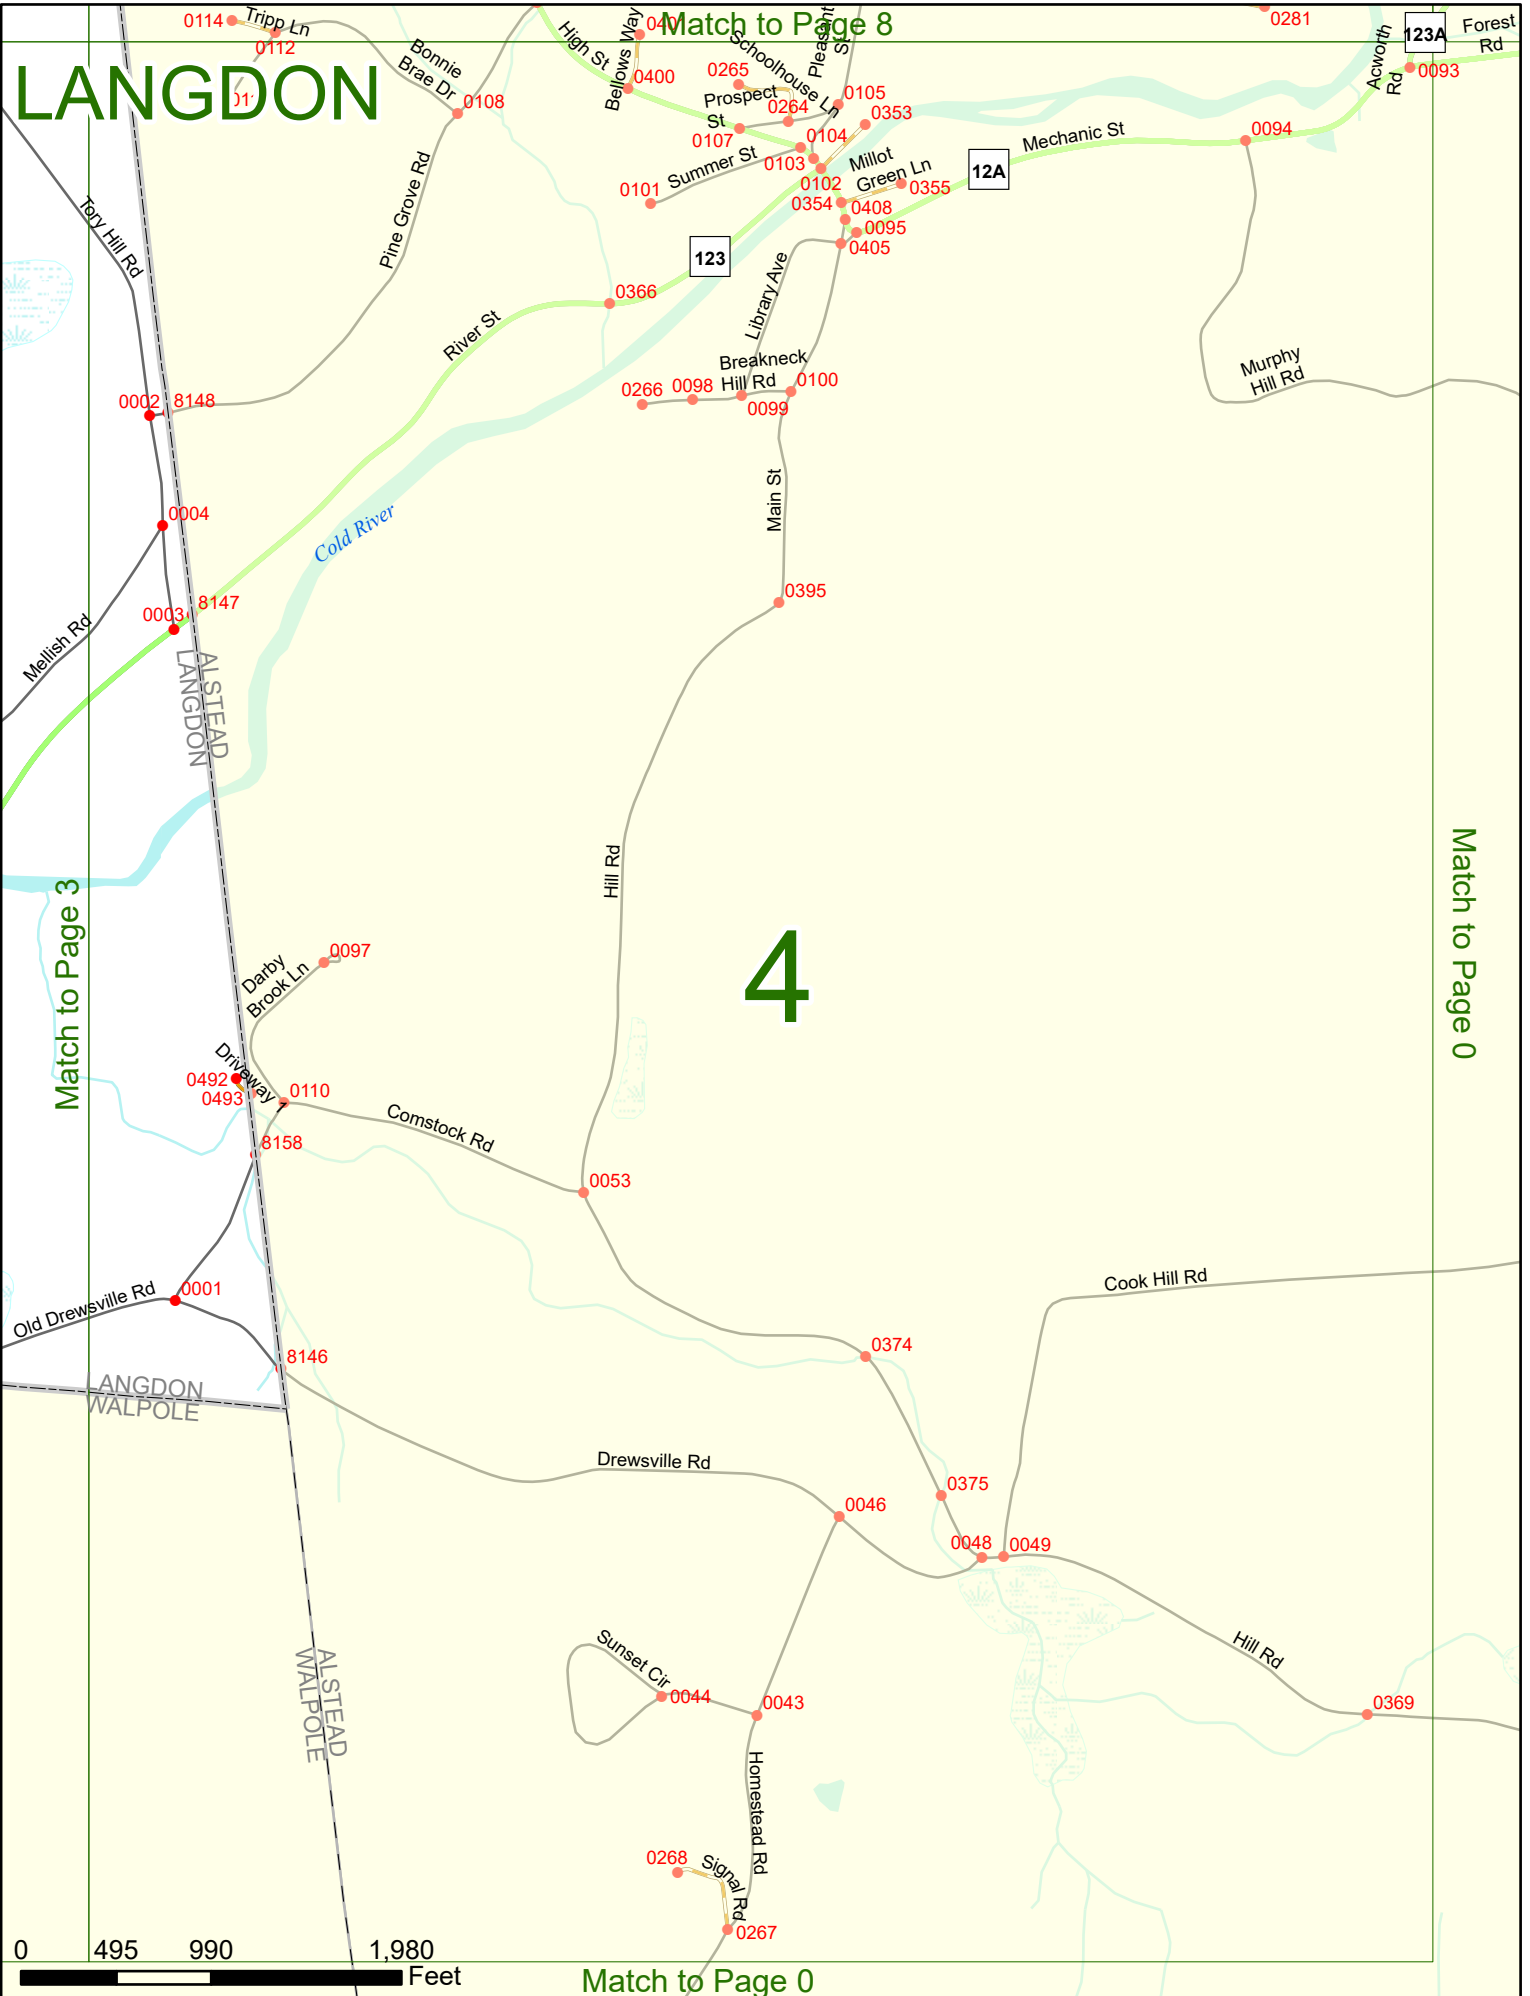 Match to Page 8
LANGDON
0114
Tripp Ln
0112
Bonnie
Brae Dr
0108
High St
Bellows Way
0401
0400
0265
Schoolhouse Ln
Pleasant
St
Prospect
St
0264
0105
0353
0107
0104
0103
Summer St
0101
0102
Millot
Green Ln
0355
0354
0408
0095
0405
12A
Mechanic St
0094
0281
Acworth
Rd
123A
Forest
Rd
0093
Tory Hill Rd
Pine Grove Rd
123
0366
River St
Library Ave
Breakneck
Hill Rd
0266
0098
0099
0100
Murphy
Hill Rd
0002
8148
0004
Cold River
Main St
0395
0003
8147
Mellish Rd
ALSTEAD
LANGDON
Hill Rd
Match to Page 3
Match to Page 0
4
0097
Darby
Brook Ln
Driveway 1
0492
0493
0110
8158
Comstock Rd
0053
Old Drewsville Rd
0001
8146
LANGDON
WALPOLE
Cook Hill Rd
0374
Drewsville Rd
0375
0046
0048
0049
Hill Rd
0369
Sunset Cir
0044
0043
ALSTEAD
WALPOLE
Homestead Rd
0268
Signal Rd
0267
0
495
990
1,980
Feet
Match to Page 0